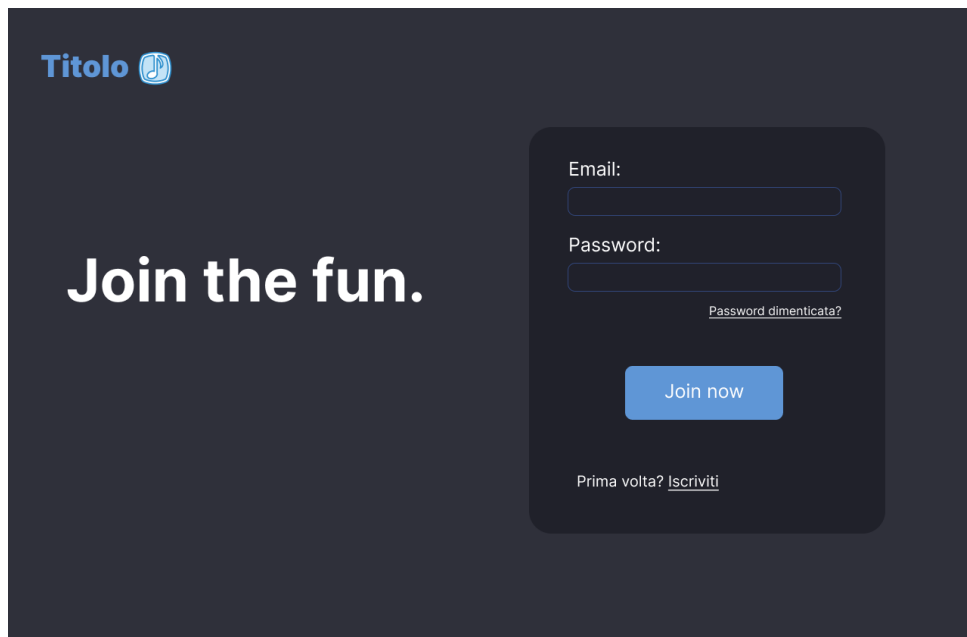 Titolo
Join the fun.
Email:
Password:
Password dimenticata?
Join now
Prima volta? Iscriviti